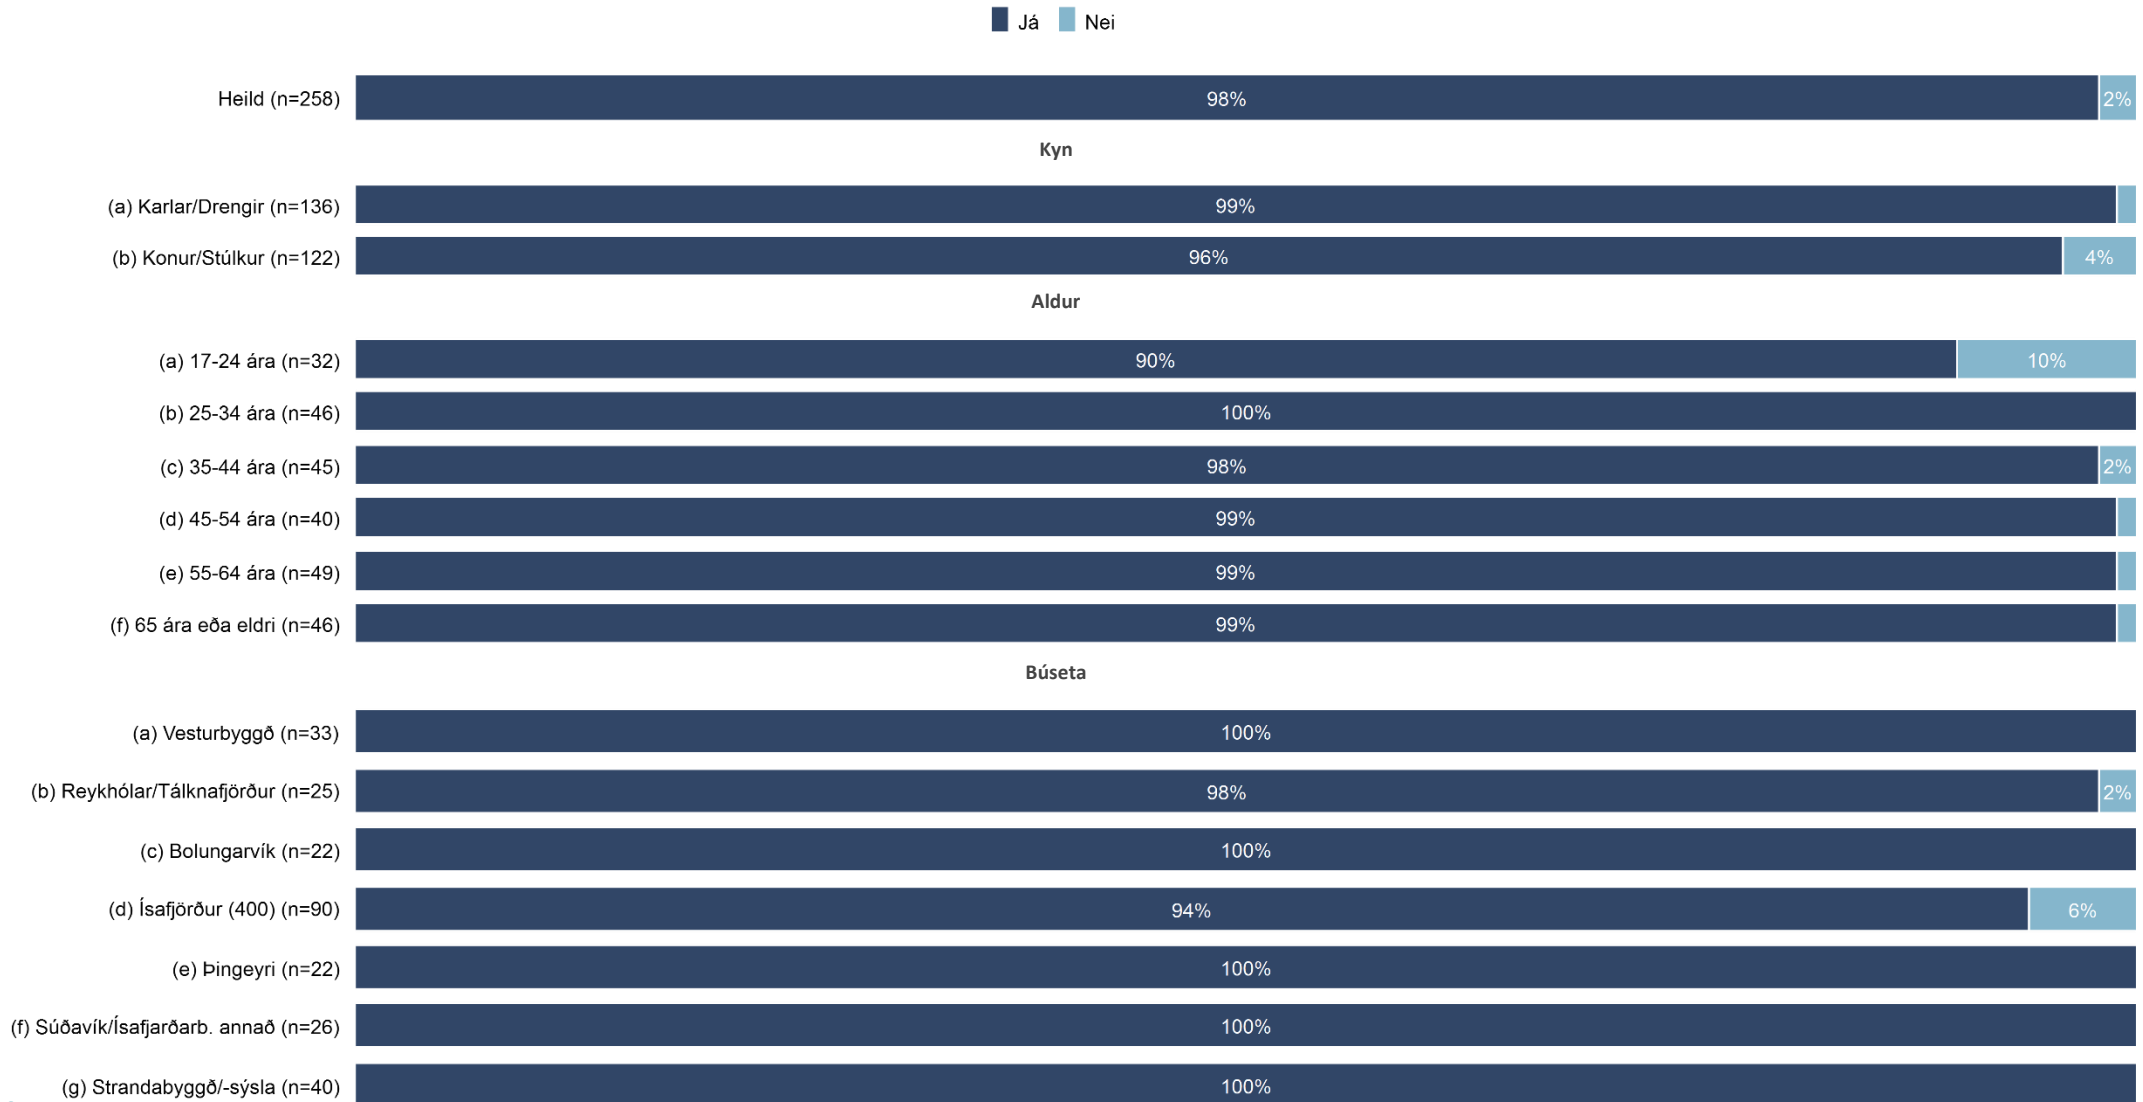 Já Nei
Heild (n=258) 98% 2%
Kyn
(a) Karlar/Drengir (n=136) 99%
(b) Konur/Stúlkur (n=122) 96% 4%
Aldur
(a) 17-24 ára (n=32) 90% 10%
(b) 25-34 ára (n=46) 100%
(c) 35-44 ára (n=45) 98% 2%
(d) 45-54 ára (n=40) 99%
(e) 55-64 ára (n=49) 99%
(f) 65 ára eða eldri (n=46) 99%
Búseta
(a) Vesturbyggð (n=33) 100%
(b) Reykhólar/Tálknafjörður (n=25) 98% 2%
(c) Bolungarvík (n=22) 100%
(d) Ísafjörður (400) (n=90) 94% 6%
(e) Þingeyri (n=22) 100%
(f) Súðavík/Ísafjarðarb. annað (n=26) 100%
(g) Strandabyggð/-sýsla (n=40) 100%